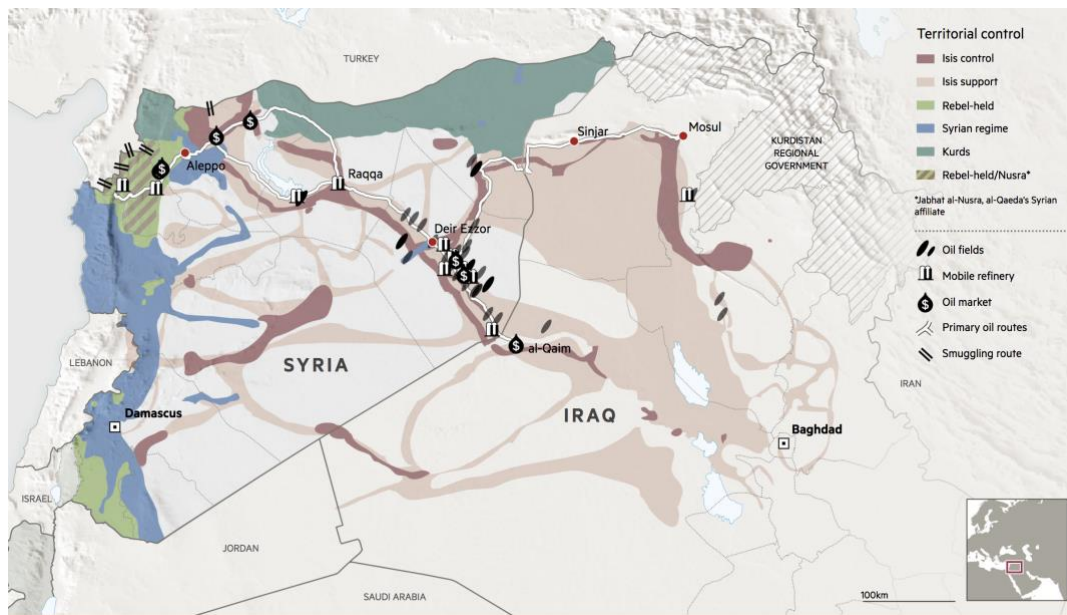 Territorial control
Isis control
Isis support
Rebel-held
Syrian regime
Kurds
Rebel-held/Nusra*
*Jabhat al-Nusra, al-Qaeda's Syrian
affiliate
Oil fields
Mobile refinery
$ Oil market
Primary oil routes
Smuggling route
TURKEY
$
$
Sinjar
Mosul
KURDISTAN
REGIONAL
GOVERNMENT
Aleppo
$
Raqqa
Deir Ezzor
$
$
$
al-Qaim
LEBANON
SYRIA
IRAN
IRAQ
Damascus
Baghdad
ISRAEL
JORDAN
SAUDI ARABIA
100km